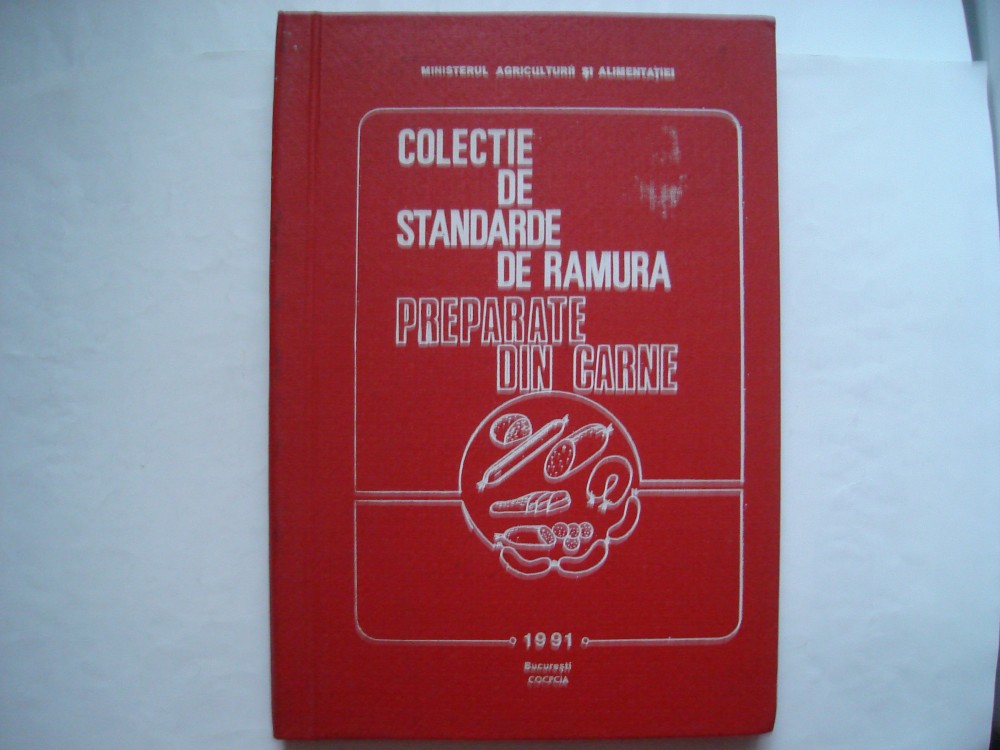 MINISTERUL AGRICULTURII ȘI ALIMENTAȚIEI
COLECTIE
DE
STANDARDE
DE RAMURA
PREPARATE
DIN CARNE
1991
București
COCPCIA